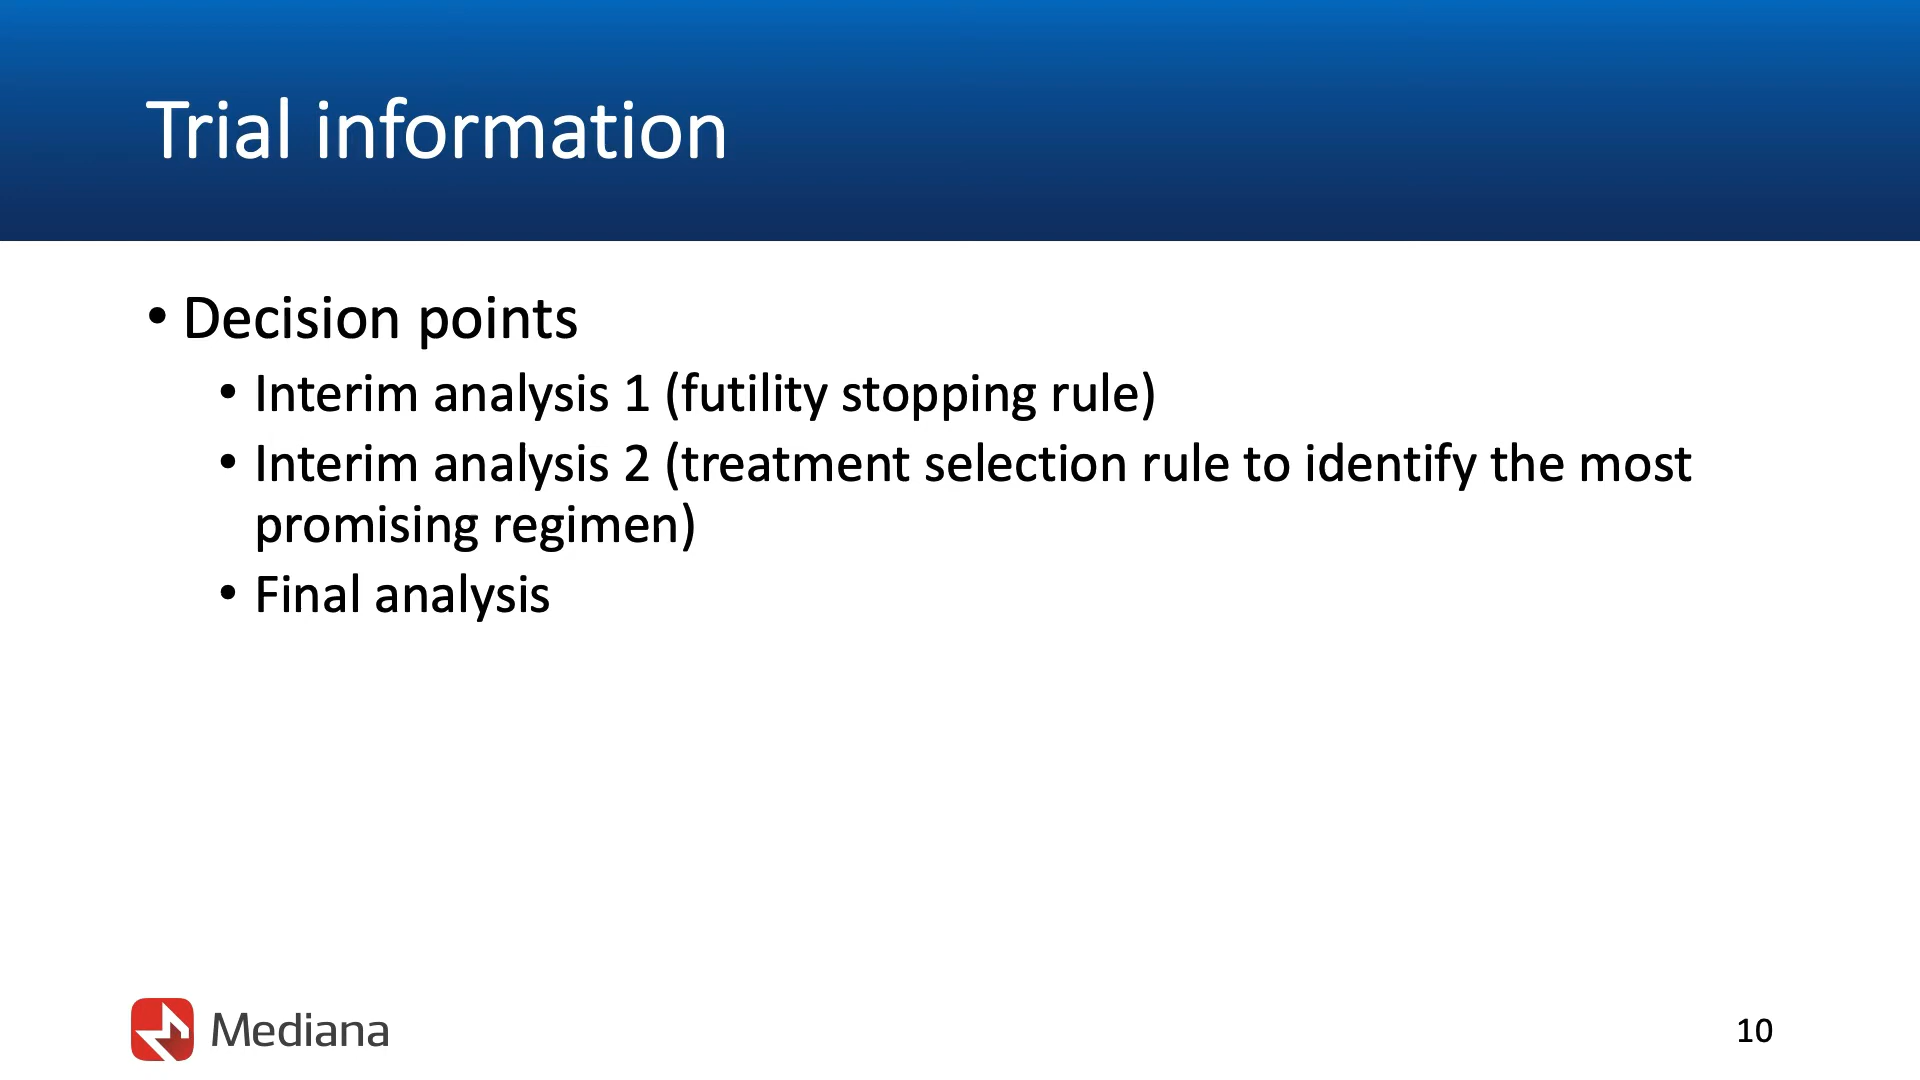 Trial information
• Decision points
• Interim analysis 1 (futility stopping rule)
• Interim analysis 2 (treatment selection rule to identify the most
promising regimen)
• Final analysis
Mediana
10